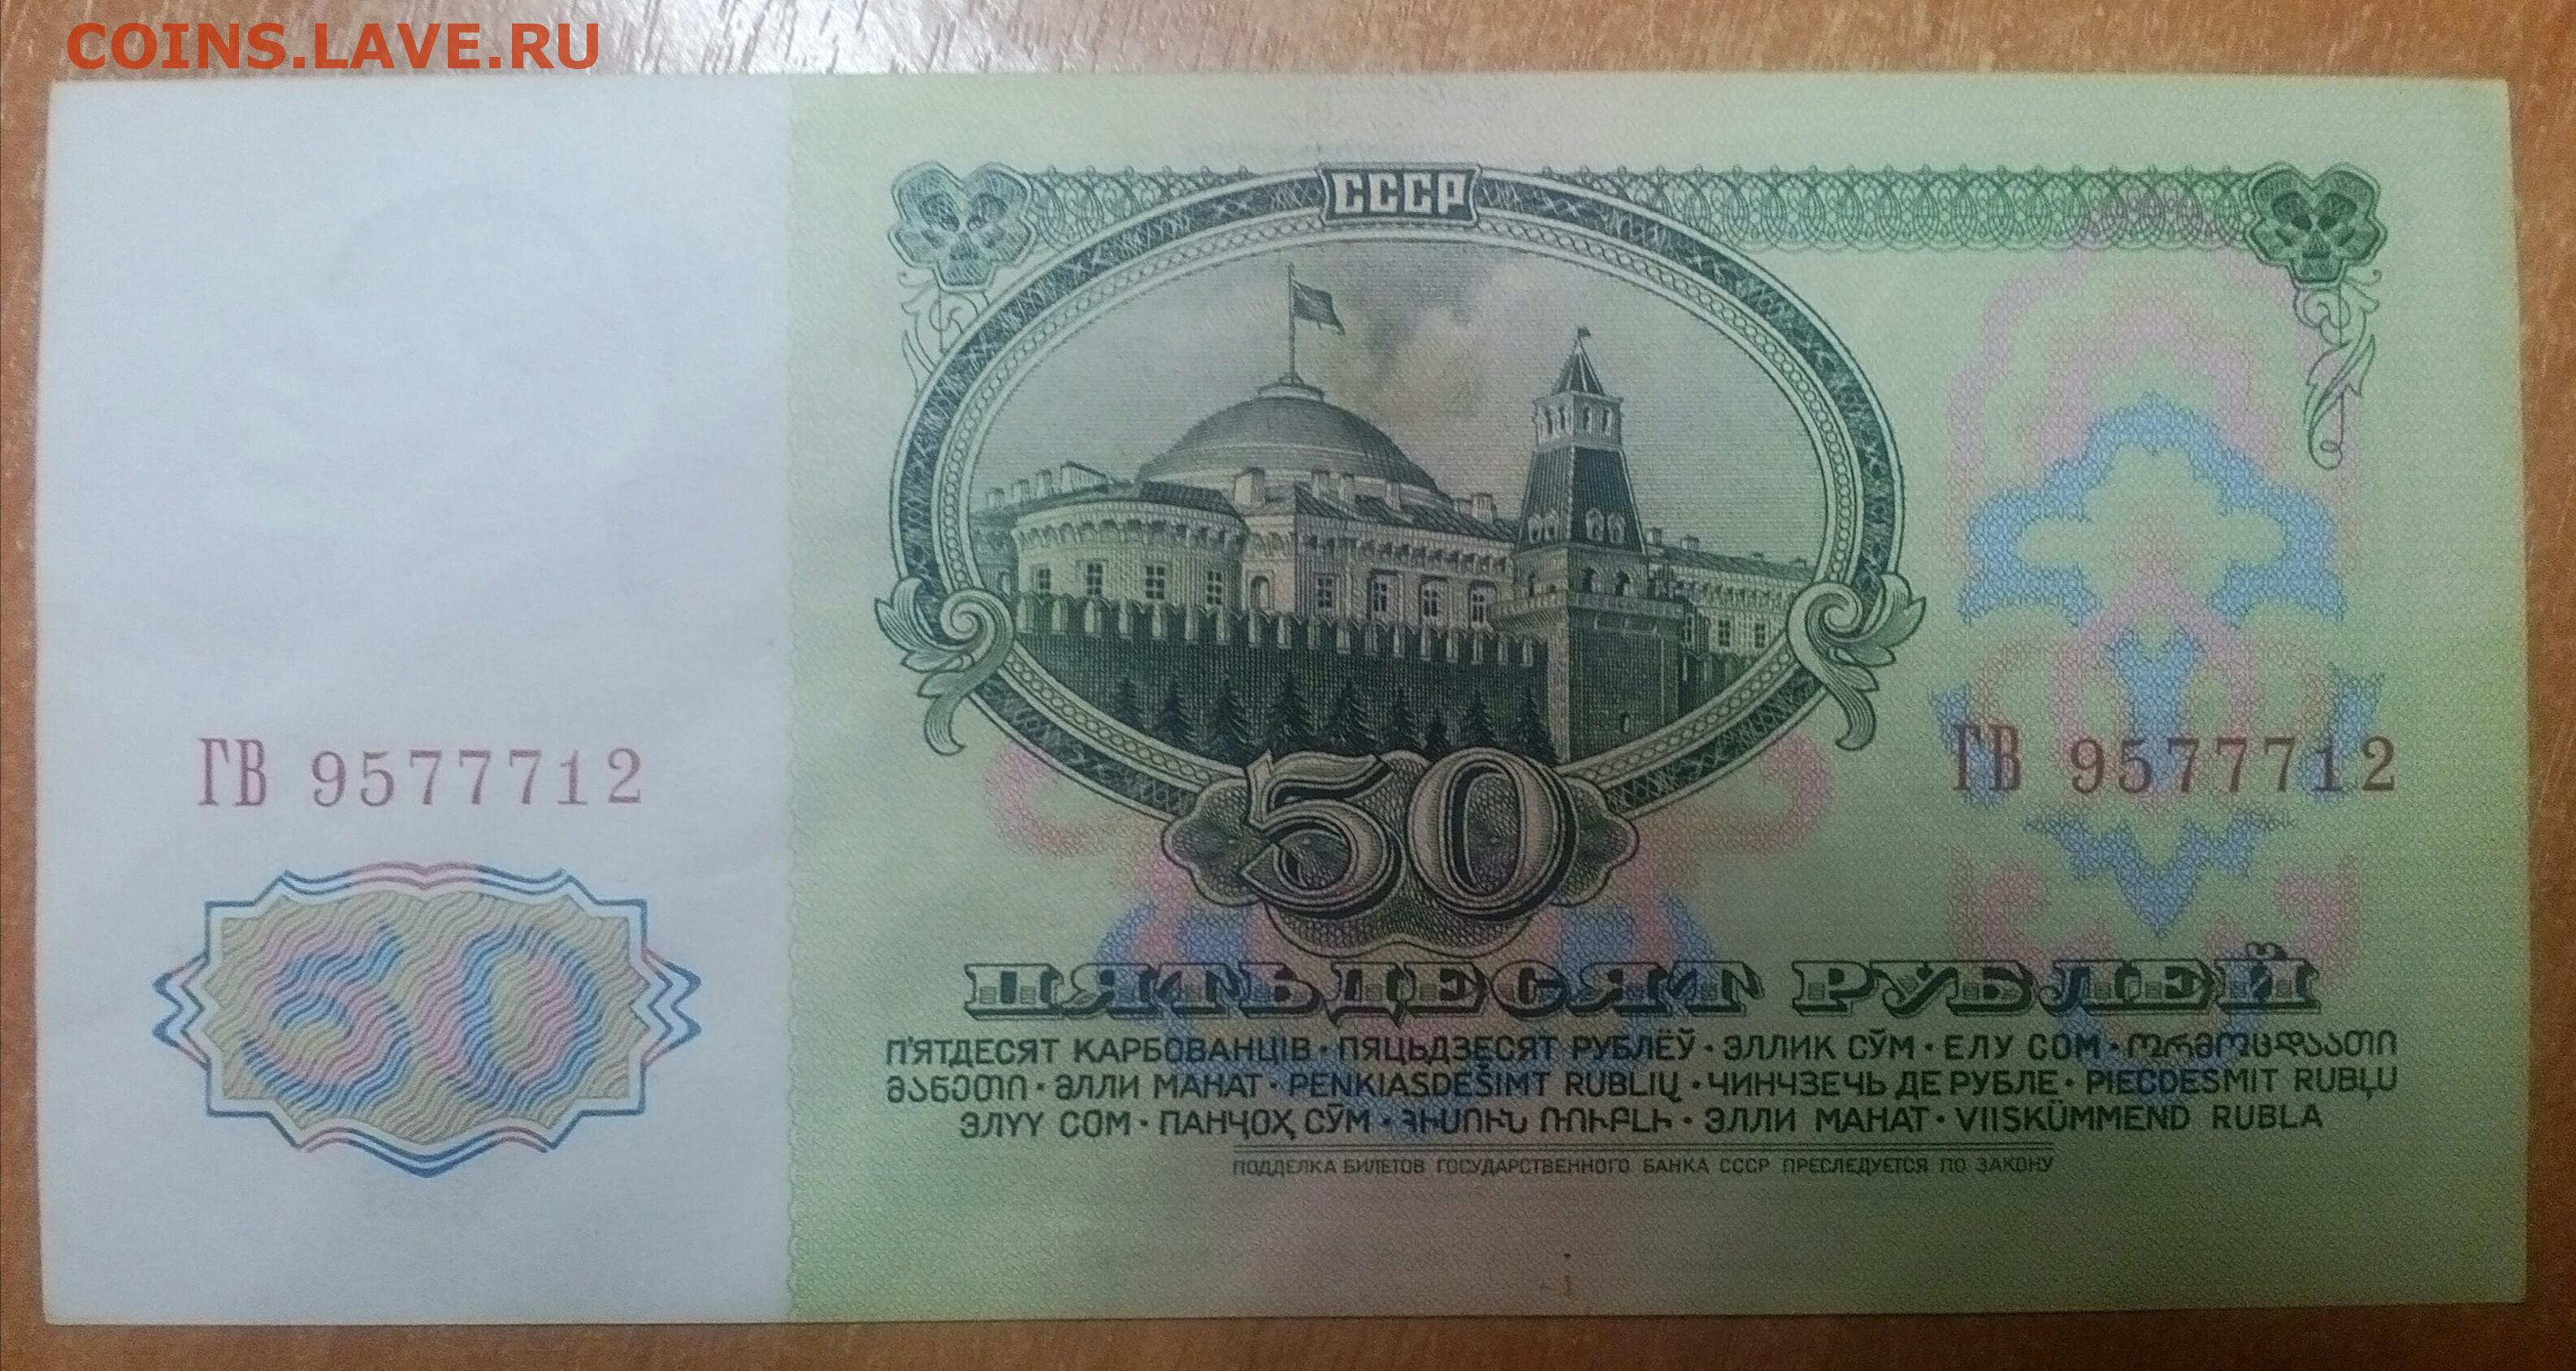 COINS.LAVE.RU
СССР
ГВ 9577712
ГВ 9577712
50
50
ПЯТЬДЕСЯТ РУБЛЕЙ
П'ЯТДЕСЯТ КАРБОВАНЦІВ · ПЯЦЬДЗЕСЯТ РУБЛЁЎ · ЭЛЛИК СЎМ · ЕЛУ СОМ · ᲝᲠᲛᲝᲪᲓᲐᲐᲗᲘ
ᲛᲐᲜᲔᲗᲘ · ӘЛЛИ МАНАТ · PENKIASDEŠIMT RUBLIŲ · ЧИНЧЗЕЧЬ ДЕ РУБЛЕ · PIECDESMIT RUBĻU
ЭЛҮҮ СОМ · ПАНҶОҲ СӮМ · ՀԻՍՈՒՆ ՌՈՒԲԼԻ · ЭЛЛИ МАНАТ · VIISKÜMMEND RUBLA
ПОДДЕЛКА БИЛЕТОВ ГОСУДАРСТВЕННОГО БАНКА СССР ПРЕСЛЕДУЕТСЯ ПО ЗАКОНУ